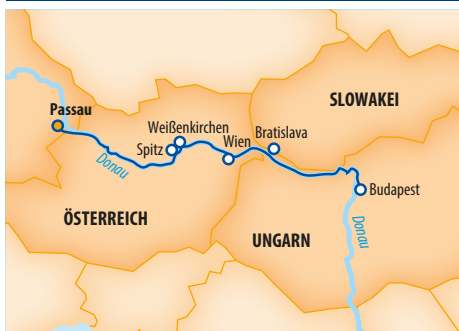 SLOWAKEI
Passau
Weißenkirchen
Bratislava
Spitz
Wien
Donau
Budapest
ÖSTERREICH
UNGARN
Donau